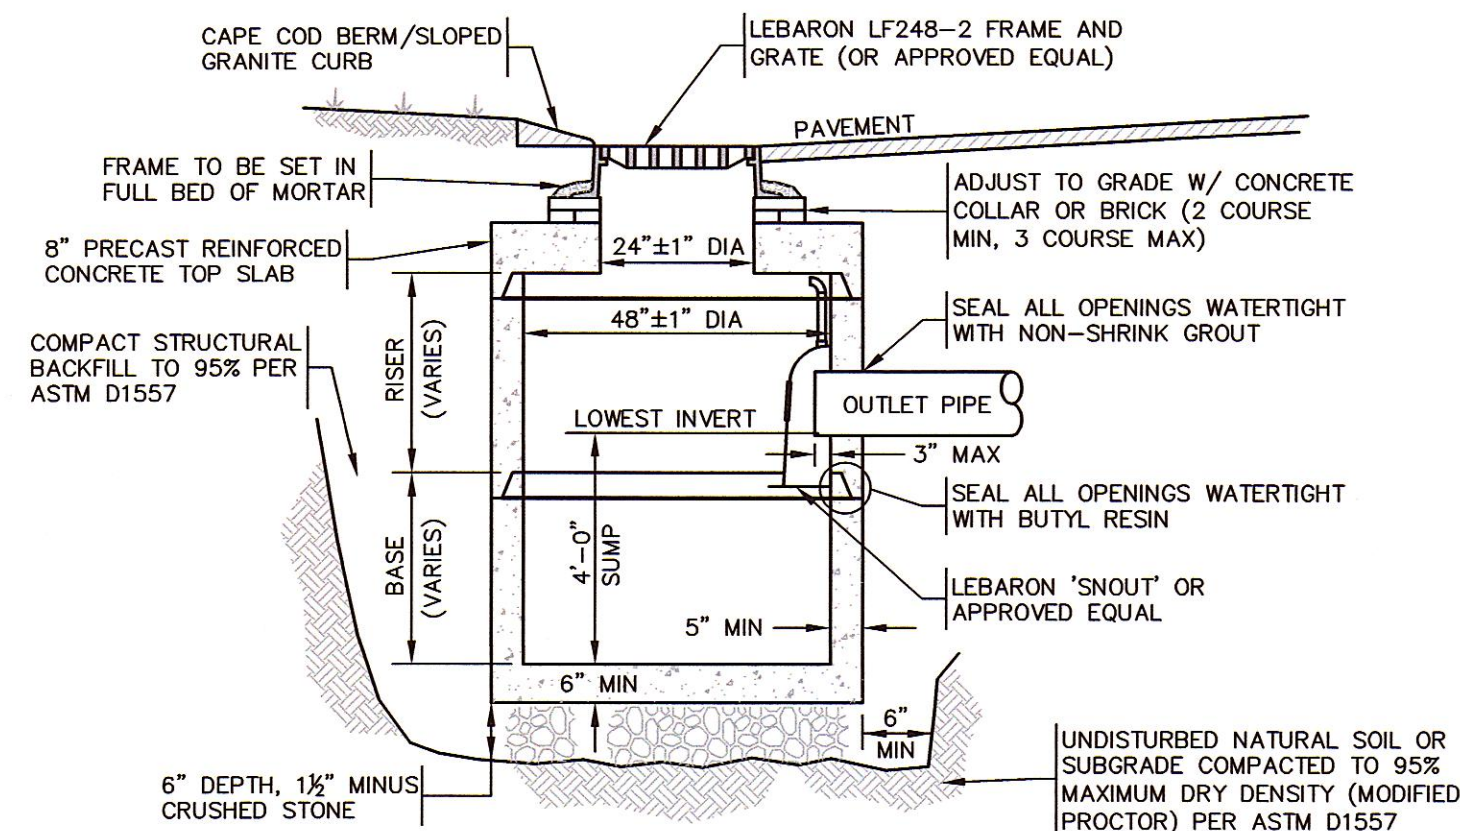 CAPE COD BERM/SLOPED
GRANITE CURB
LEBARON LF248-2 FRAME AND
GRATE (OR APPROVED EQUAL)
PAVEMENT
FRAME TO BE SET IN
FULL BED OF MORTAR
ADJUST TO GRADE W/ CONCRETE
COLLAR OR BRICK (2 COURSE
MIN, 3 COURSE MAX)
8" PRECAST REINFORCED
CONCRETE TOP SLAB
24"±1" DIA
48"±1" DIA
SEAL ALL OPENINGS WATERTIGHT
WITH NON-SHRINK GROUT
COMPACT STRUCTURAL
BACKFILL TO 95% PER
ASTM D1557
RISER
(VARIES)
OUTLET PIPE
LOWEST INVERT
3" MAX
SEAL ALL OPENINGS WATERTIGHT
WITH BUTYL RESIN
BASE
(VARIES)
4'-0"
SUMP
LEBARON 'SNOUT' OR
APPROVED EQUAL
5" MIN
6" MIN
6"
MIN
6" DEPTH, 1½" MINUS
CRUSHED STONE
UNDISTURBED NATURAL SOIL OR
SUBGRADE COMPACTED TO 95%
MAXIMUM DRY DENSITY (MODIFIED
PROCTOR) PER ASTM D1557